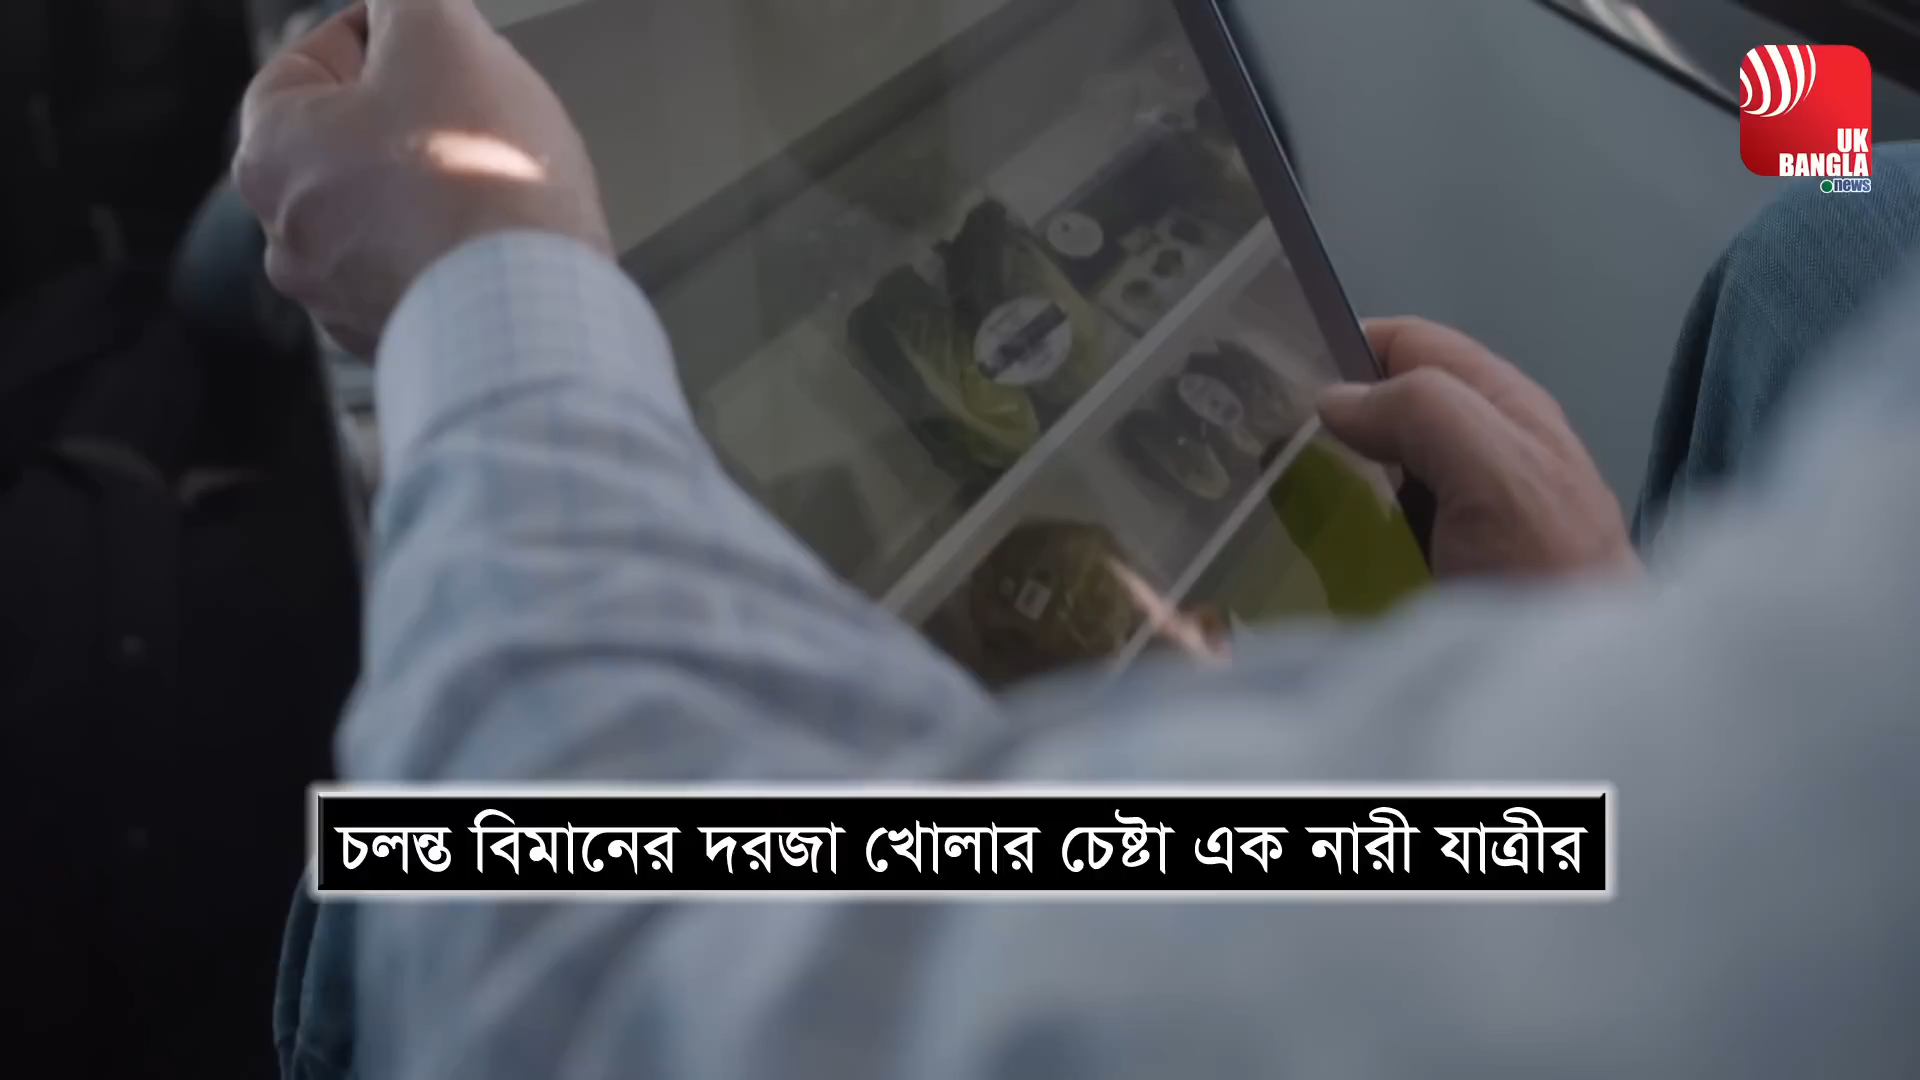 UK
BANGLA
news
চলন্ত বিমানের দরজা খোলার চেষ্টা এক নারী যাত্রীর